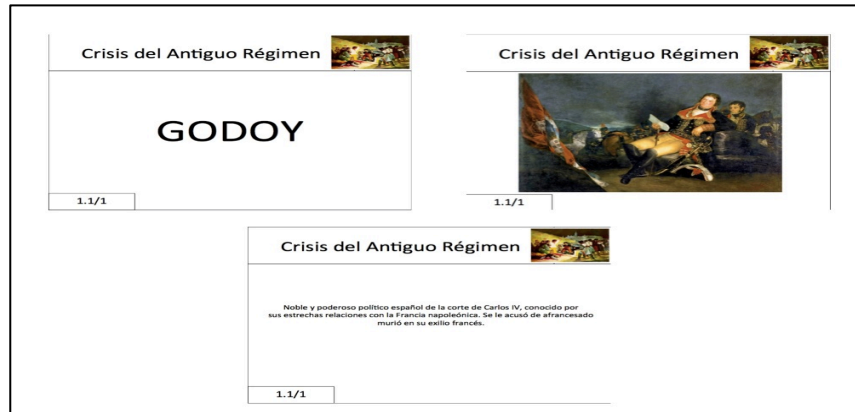 Crisis del Antiguo Régimen
GODOY
1.1/1
Crisis del Antiguo Régimen
1.1/1
Crisis del Antiguo Régimen
Noble y poderoso político español de la corte de Carlos IV, conocido por
sus estrechas relaciones con la Francia napoleónica. Se le acusó de afrancesado
murió en su exilio francés.
1.1/1